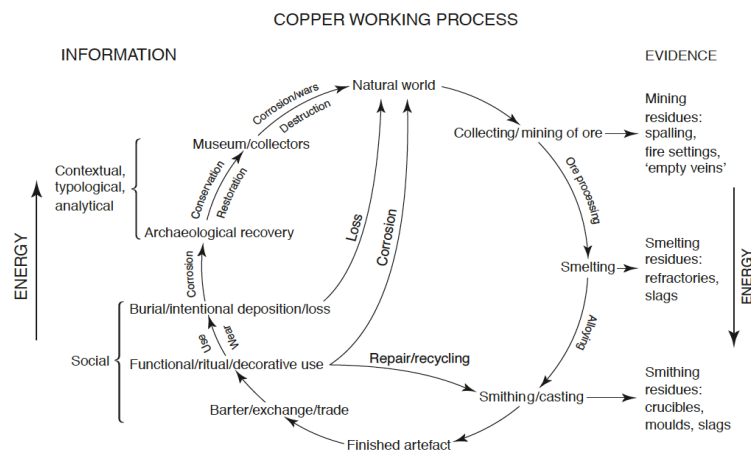 COPPER WORKING PROCESS
INFORMATION
EVIDENCE
Natural world
Corrosion/wars
Destruction
Museum/collectors
Collecting/mining of ore
Mining
residues:
spalling,
fire settings,
‘empty veins’
Contextual,
typological,
analytical
Conservation
Restoration
Ore processing
Archaeological recovery
Loss
Corrosion
ENERGY
Smelting
Smelting
residues:
refractories,
slags
ENERGY
Corrosion
Burial/intentional deposition/loss
Alloying
Use
Wear
Social
Functional/ritual/decorative use
Repair/recycling
Smithing/casting
Smithing
residues:
crucibles,
moulds, slags
Barter/exchange/trade
Finished artefact